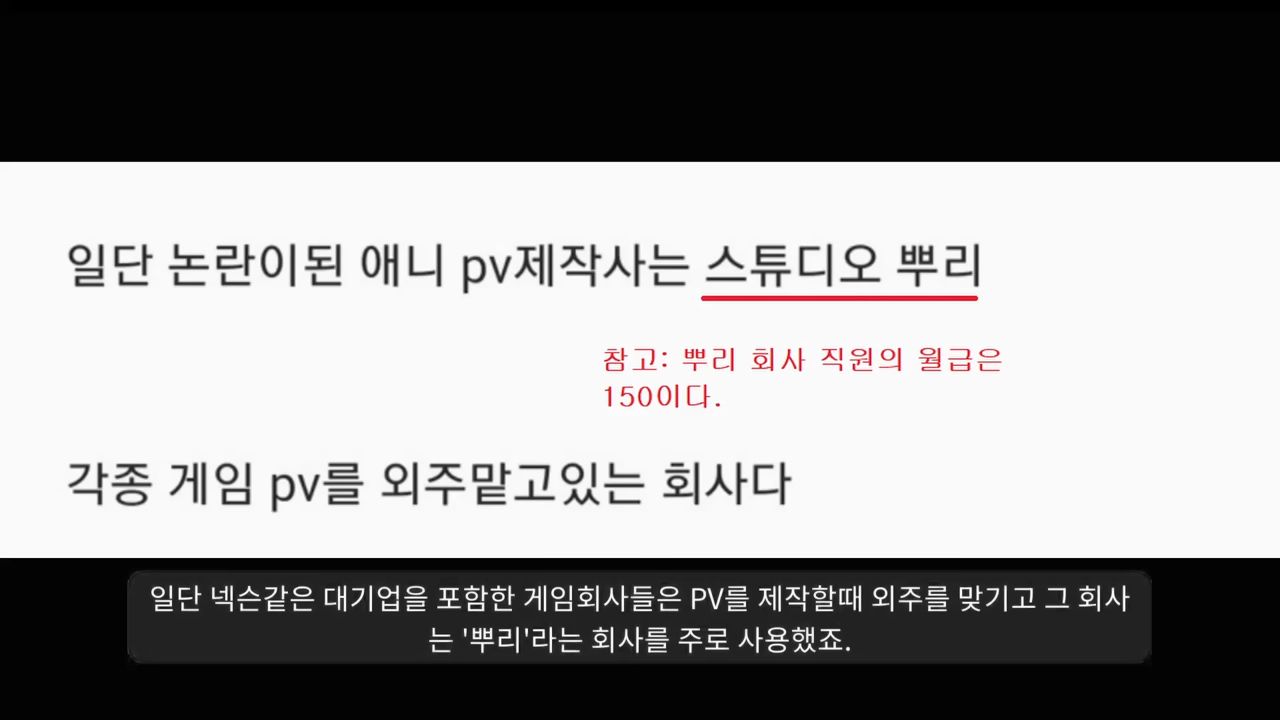 일단 논란이된 애니 pv제작사는 스튜디오 뿌리
참고: 뿌리 회사 직원의 월급은
150이다.
각종 게임 pv를 외주맡고있는 회사다
일단 넥슨같은 대기업을 포함한 게임회사들은 PV를 제작할때 외주를 맞기고 그 회사
는 '뿌리'라는 회사를 주로 사용했죠.